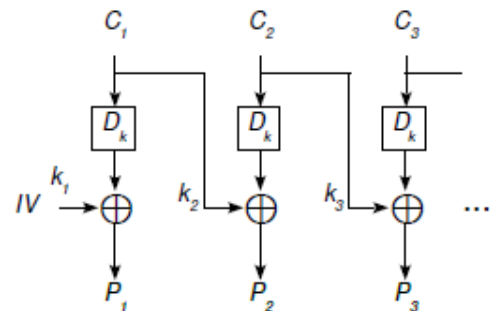 C₁ C₂ C₃
Dₖ Dₖ Dₖ
k₁
IV k₂ k₃ ...
P₁ P₂ P₃